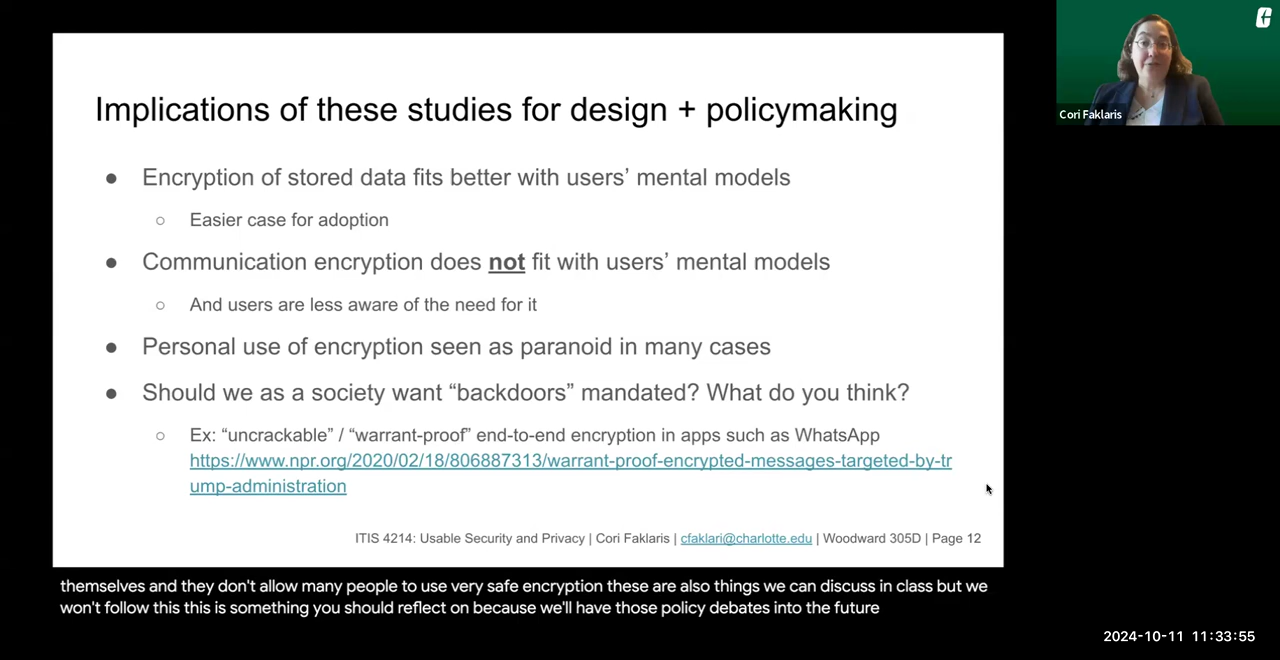 Implications of these studies for design + policymaking
● Encryption of stored data fits better with users’ mental models
○ Easier case for adoption
● Communication encryption does not fit with users’ mental models
○ And users are less aware of the need for it
● Personal use of encryption seen as paranoid in many cases
● Should we as a society want “backdoors” mandated? What do you think?
○ Ex: “uncrackable” / “warrant-proof” end-to-end encryption in apps such as WhatsApp
https://www.npr.org/2020/02/18/806887313/warrant-proof-encrypted-messages-targeted-by-tr
ump-administration
ITIS 4214: Usable Security and Privacy | Cori Faklaris | cfaklari@charlotte.edu | Woodward 305D | Page 12
Cori Faklaris
themselves and they don't allow many people to use very safe encryption these are also things we can discuss in class but we
won't follow this this is something you should reflect on because we'll have those policy debates into the future
2024-10-11 11:33:55